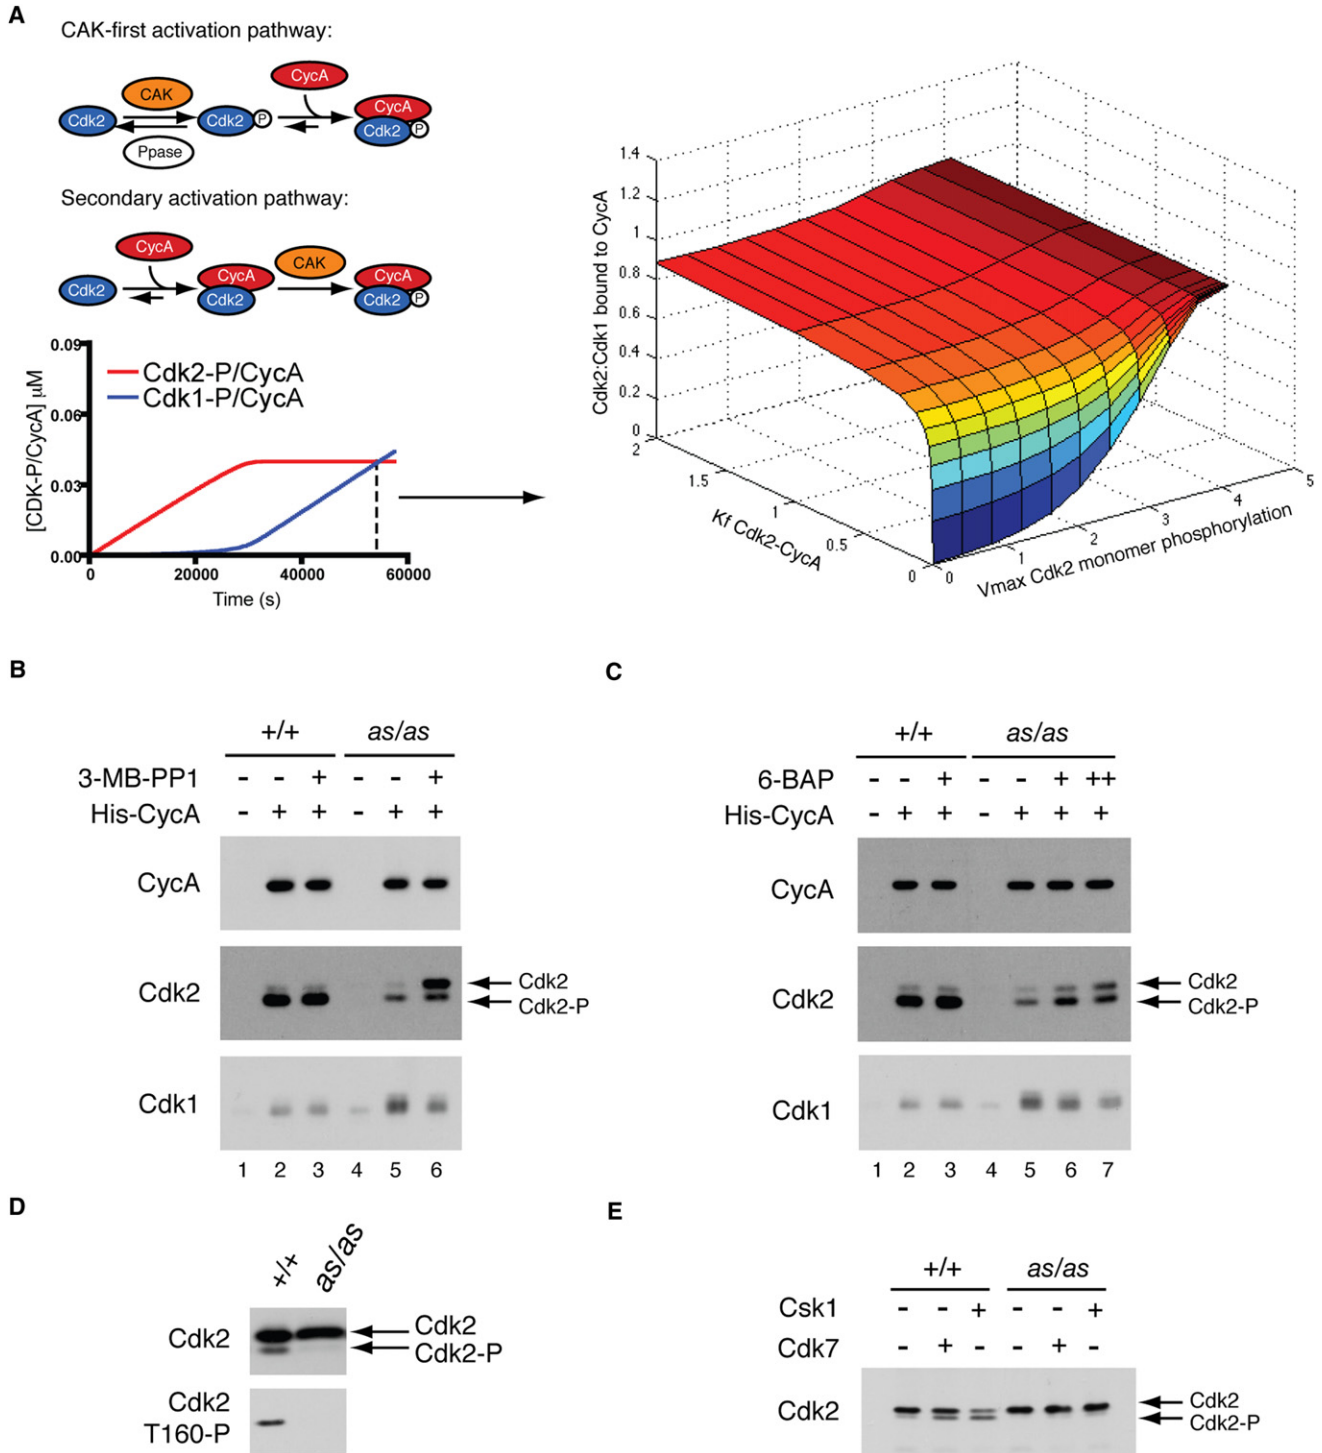 A
CAK-first activation pathway:
CycA
CAK
CycA
Cdk2
Cdk2 P
Cdk2 P
Ppase
Secondary activation pathway:
CycA
CAK
CycA
CycA
Cdk2
Cdk2
Cdk2 P
0.09
0.06
0.03
0.00
[CDK-P/CycA] μM
Cdk2-P/CycA
Cdk1-P/CycA
0 20000 40000 60000
Time (s)
1.4
1.2
1
0.8
0.6
0.4
0.2
0
Cdk2:Cdk1 bound to CycA
2
1.5
1
0.5
0
Kf Cdk2-CycA
0
1
2
3
4
5
Vmax Cdk2 monomer phosphorylation
B
+/+ as/as
3-MB-PP1 - - + - - +
His-CycA - + + - + +
CycA
Cdk2
Cdk2
Cdk2-P
Cdk1
1 2 3 4 5 6
C
+/+ as/as
6-BAP - - + - - + ++
His-CycA - + + - + + +
CycA
Cdk2
Cdk2
Cdk2-P
Cdk1
1 2 3 4 5 6 7
D
+/+ as/as
Cdk2
Cdk2
Cdk2-P
Cdk2
T160-P
E
+/+ as/as
Csk1 - - + - - +
Cdk7 - + - - + -
Cdk2
Cdk2
Cdk2-P